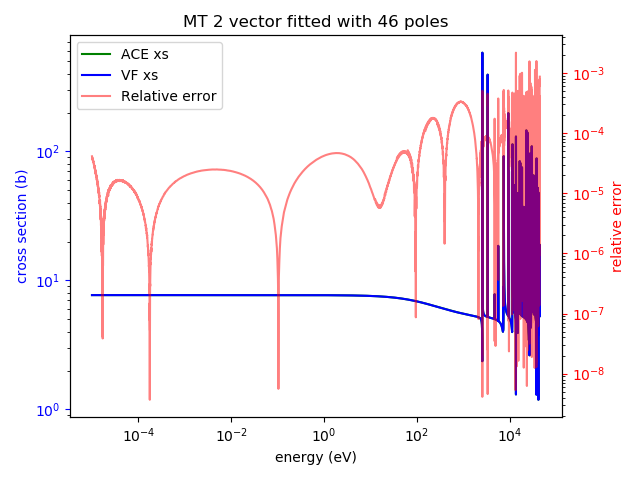 MT 2 vector fitted with 46 poles
ACE xs
VF xs
Relative error
cross section (b)
10²
10¹
10⁰
10⁻³
10⁻⁴
10⁻⁵
10⁻⁶
10⁻⁷
10⁻⁸
relative error
10⁻⁴
10⁻²
10⁰
10²
10⁴
energy (eV)